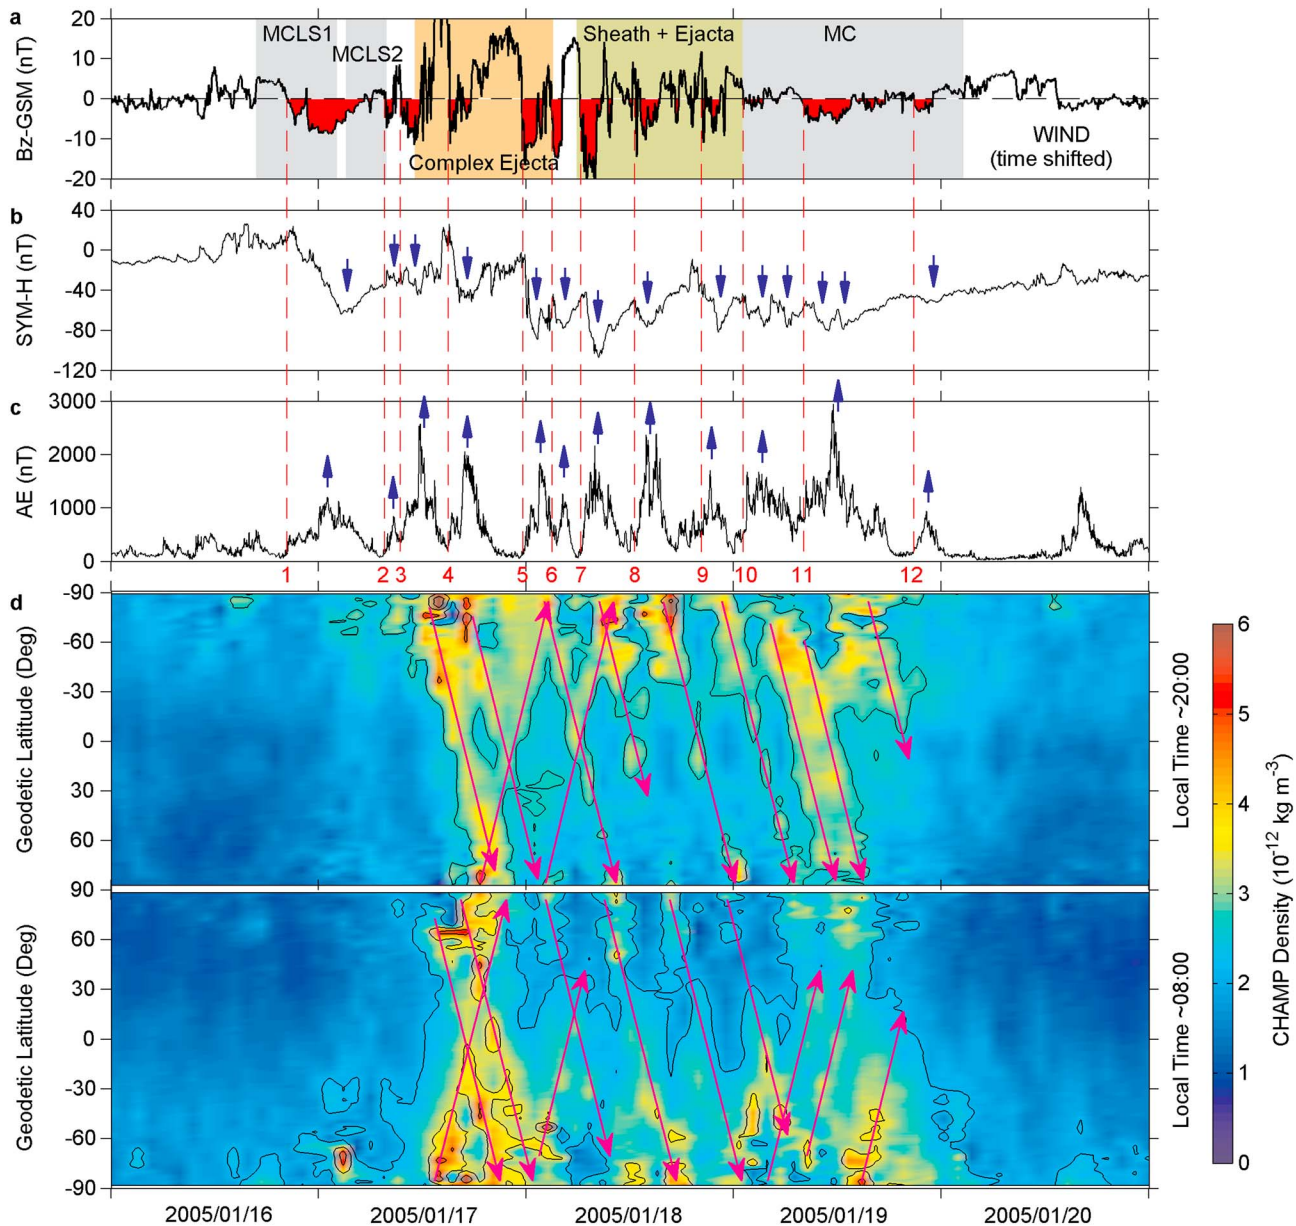 a
Bz-GSM (nT)
20
10
0
-10
-20
MCLS1
MCLS2
Complex Ejecta
Sheath + Ejecta
MC
WIND
(time shifted)
b
SYM-H (nT)
40
0
-40
-80
-120
c
AE (nT)
3000
2000
1000
0
1 2 3 4 5 6 7 8 9 10 11 12
d
Geodetic Latitude (Deg)
-90
-60
-30
0
30
60
90
Local Time ~20:00
Geodetic Latitude (Deg)
60
30
0
-30
-60
-90
Local Time ~08:00
2005/01/16 2005/01/17 2005/01/18 2005/01/19 2005/01/20
6
5
4
3
2
1
0
CHAMP Density (10⁻¹² kg m⁻³)